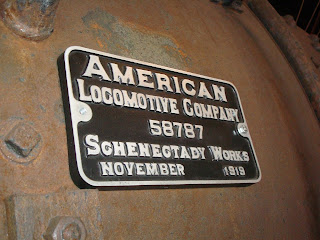 AMERICAN
LOCOMOTIVE COMPANY
58787
SCHENECTADY WORKS
NOVEMBER 1919